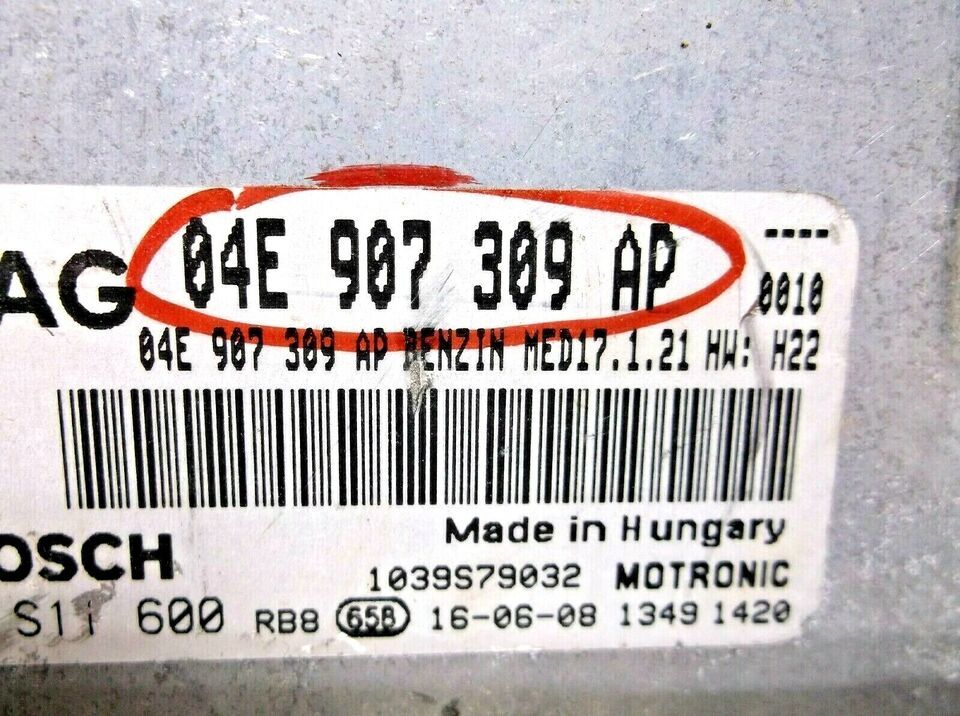 AG 04E 907 309 AP ----
0010
04E 907 309 AP BENZIN MED17.1.21 HW: H22
Made in Hungary
OSCH
1039S79032 MOTRONIC
S11 600 RB8 65B 16-06-08 1349 1420